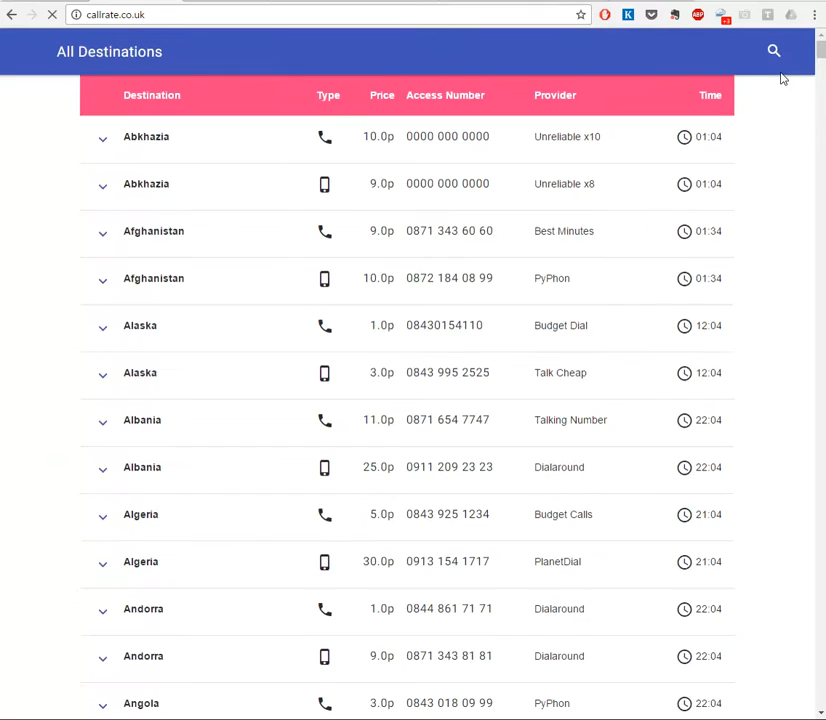 callrate.co.uk
K ABP +1 T
All Destinations
Destination Type Price Access Number Provider Time
Abkhazia 10.0p 0000 000 0000 Unreliable x10 01:04
Abkhazia 9.0p 0000 000 0000 Unreliable x8 01:04
Afghanistan 9.0p 0871 343 60 60 Best Minutes 01:34
Afghanistan 10.0p 0872 184 08 99 PyPhon 01:34
Alaska 1.0p 08430154110 Budget Dial 12:04
Alaska 3.0p 0843 995 2525 Talk Cheap 12:04
Albania 11.0p 0871 654 7747 Talking Number 22:04
Albania 25.0p 0911 209 23 23 Dialaround 22:04
Algeria 5.0p 0843 925 1234 Budget Calls 21:04
Algeria 30.0p 0913 154 1717 PlanetDial 21:04
Andorra 1.0p 0844 861 71 71 Dialaround 22:04
Andorra 9.0p 0871 343 81 81 Dialaround 22:04
Angola 3.0p 0843 018 09 99 PyPhon 22:04